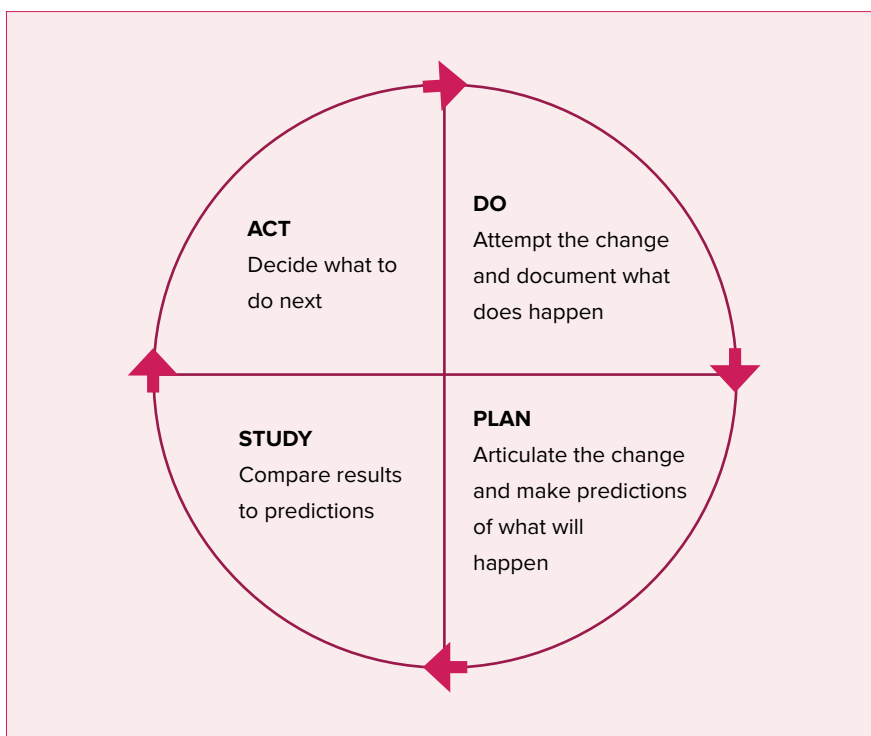 ACT
Decide what to
do next
DO
Attempt the change
and document what
does happen
STUDY
Compare results
to predictions
PLAN
Articulate the change
and make predictions
of what will
happen